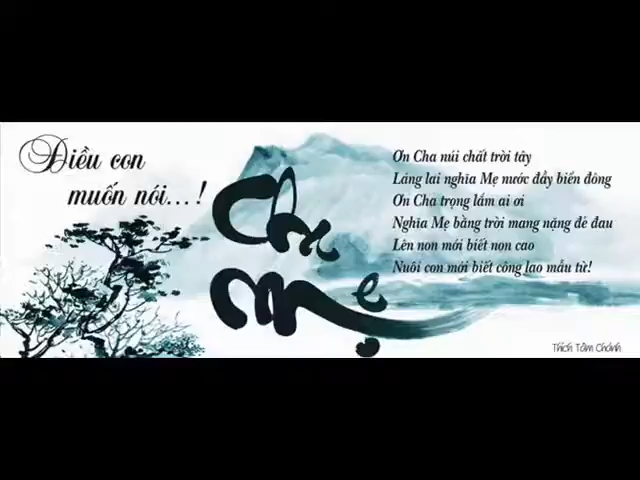 Điều con
muốn nói...!
Cha
Mẹ
Ơn Cha núi chất trời tây
Láng lai nghĩa Mẹ nước đầy biển đông
Ơn Cha trọng lắm ai ơi
Nghĩa Mẹ bằng trời mang nặng đẻ đau
Lên non mới biết non cao
Nuôi con mới biết công lao mẫu từ!
Thích Tâm Chánh